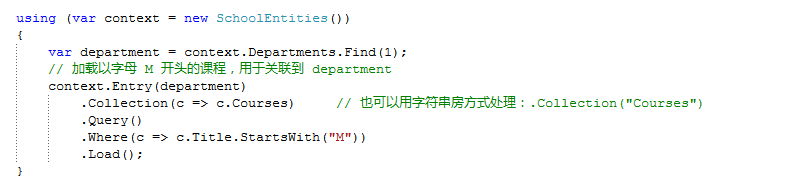 using (var context = new SchoolEntities())
{
    var department = context.Departments.Find(1);
    // 加载以字母 M 开头的课程，用于关联到 department
    context.Entry(department)
        .Collection(c => c.Courses)     // 也可以用字符串房方式处理：.Collection("Courses")
        .Query()
        .Where(c => c.Title.StartsWith("M"))
        .Load();
}